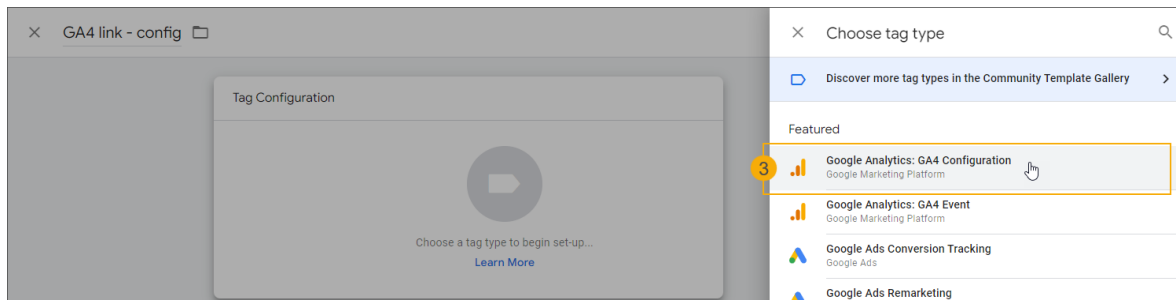 GA4 link - config
Choose tag type
Discover more tag types in the Community Template Gallery
Tag Configuration
Featured
3
Google Analytics: GA4 Configuration
Google Marketing Platform
Google Analytics: GA4 Event
Google Marketing Platform
Choose a tag type to begin set-up...
Learn More
Google Ads Conversion Tracking
Google Ads
Google Ads Remarketing